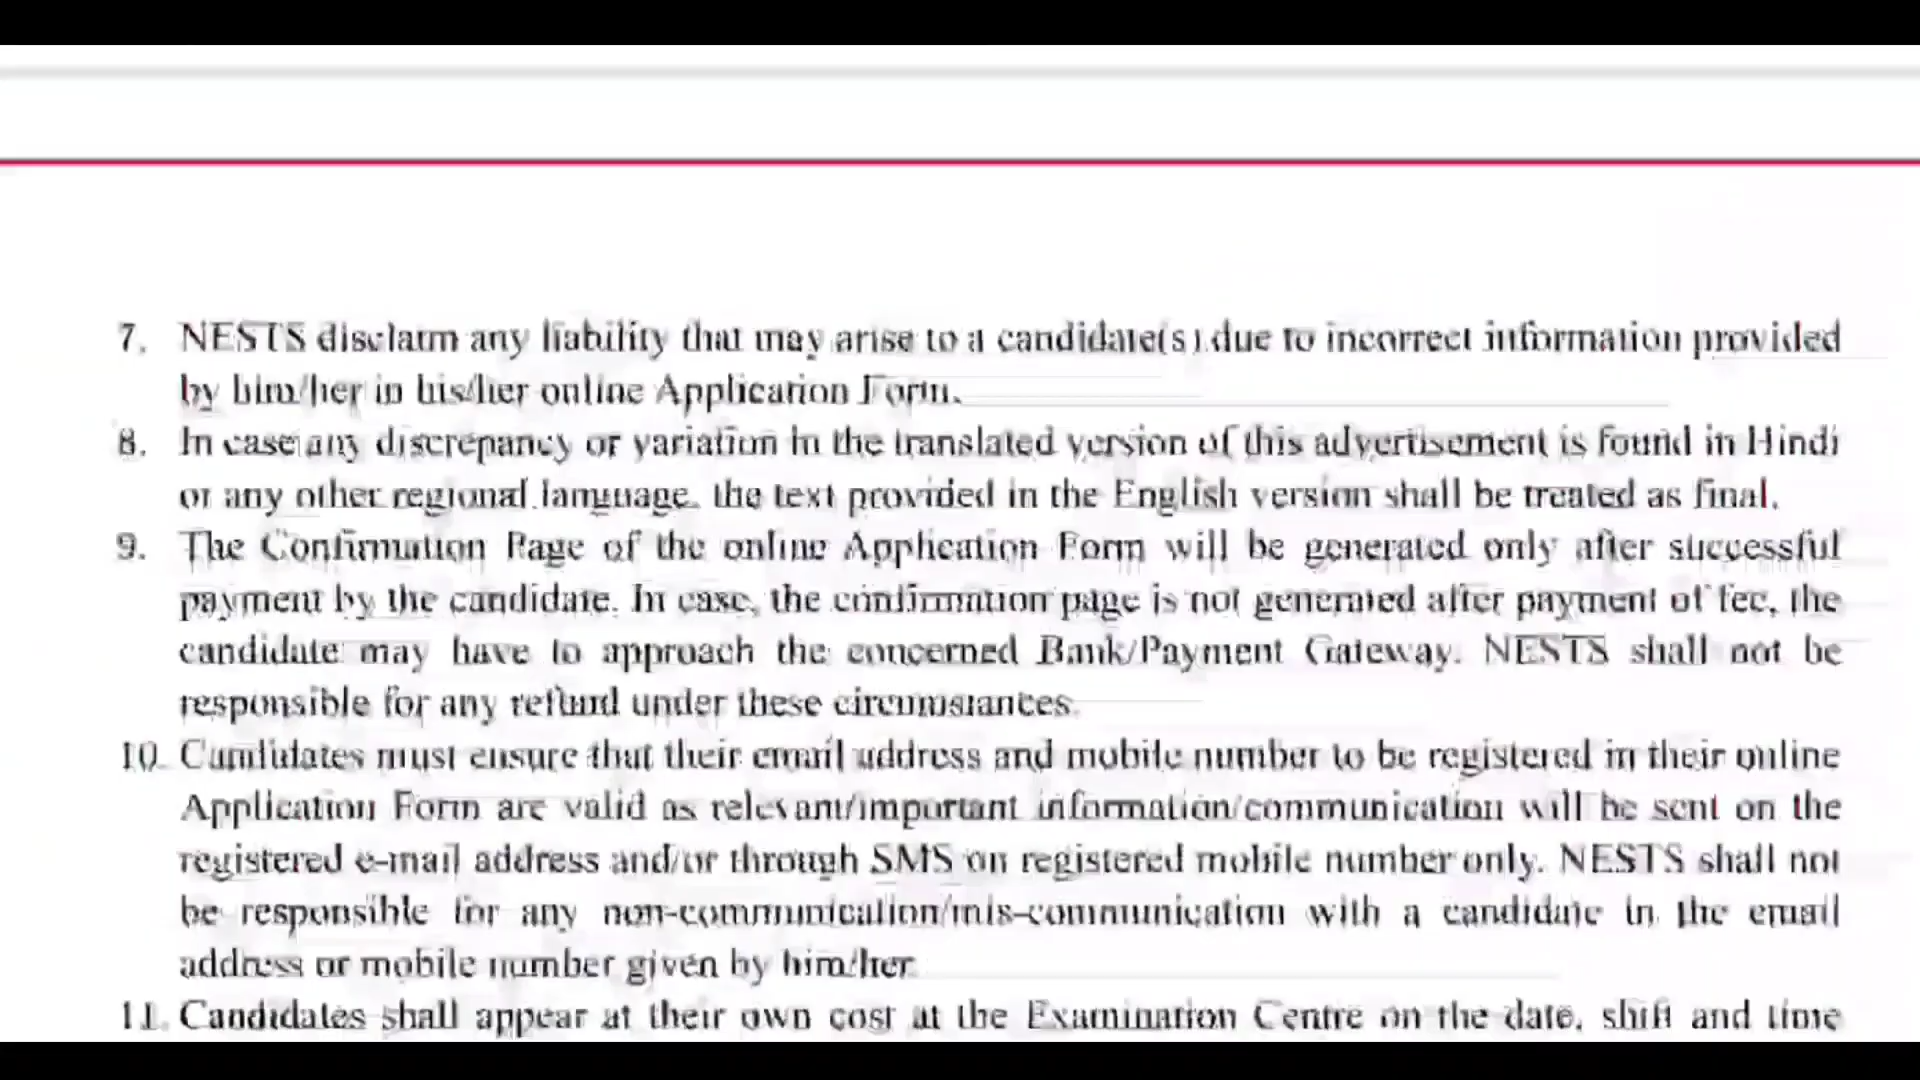 7. NESTS disclaim any liability that may arise to a candidate(s) due to incorrect information provided
by him/her in his/her online Application Form.
8. In case any discrepancy or variation in the translated version of this advertisement is found in Hindi
or any other regional language, the text provided in the English version shall be treated as final.
9. The Confirmation Page of the online Application Form will be generated only after successful
payment by the candidate. In case, the confirmation page is not generated after payment of fee, the
candidate may have to approach the concerned Bank/Payment Gateway. NESTS shall not be
responsible for any refund under these circumstances.
10. Candidates must ensure that their email address and mobile number to be registered in their online
Application Form are valid as relevant/important information/communication will be sent on the
registered e-mail address and/or through SMS on registered mobile number only. NESTS shall not
be responsible for any non-communication/mis-communication with a candidate in the email
address or mobile number given by him/her.
11. Candidates shall appear at their own cost at the Examination Centre on the date, shift and time